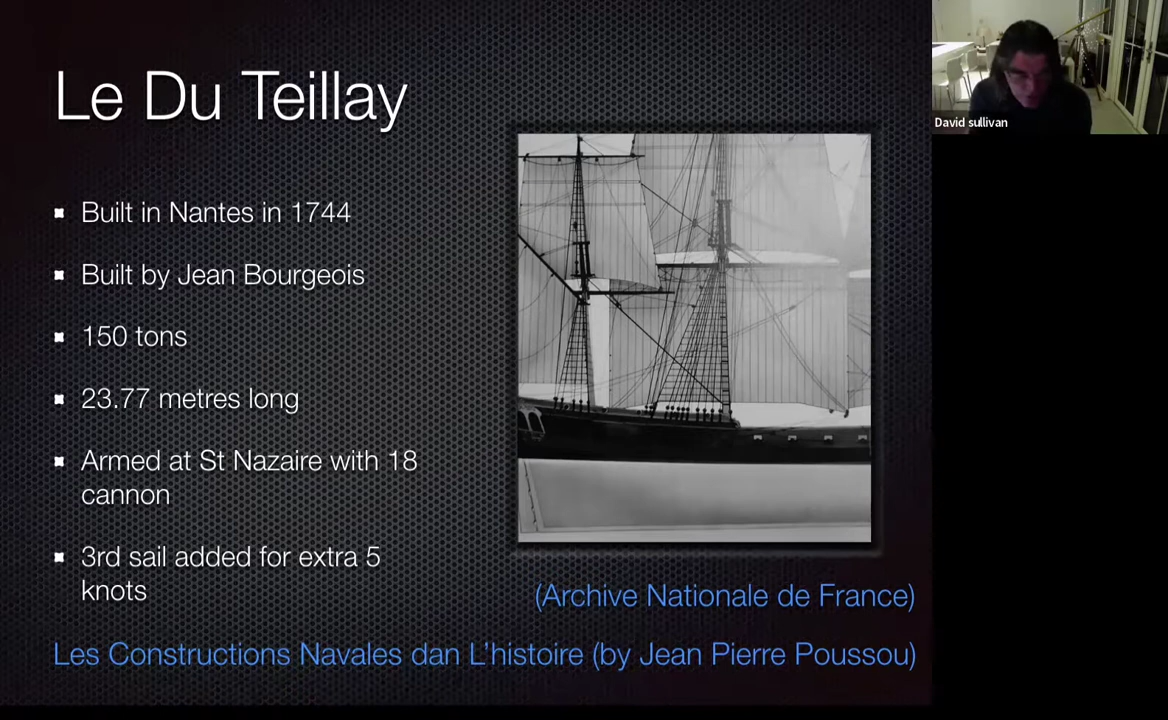 Le Du Teillay
David sullivan
Built in Nantes in 1744
Built by Jean Bourgeois
150 tons
23.77 metres long
Armed at St Nazaire with 18
cannon
3rd sail added for extra 5
knots
(Archive Nationale de France)
Les Constructions Navales dan L'histoire (by Jean Pierre Poussou)